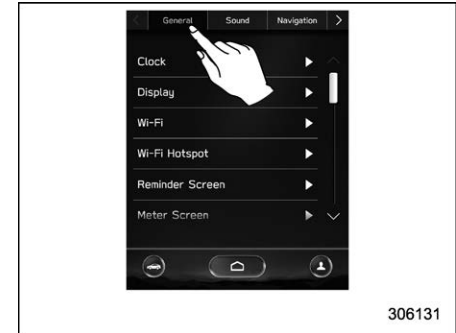 General Sound Navigation
Clock
Display
Wi-Fi
Wi-Fi Hotspot
Reminder Screen
Meter Screen
306131